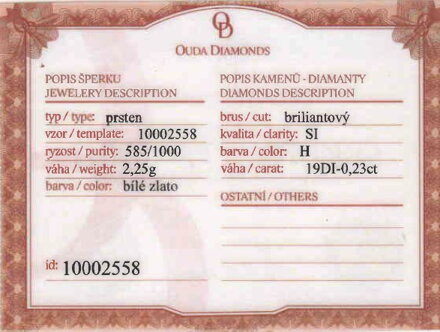 OD
OUDA DIAMONDS
POPIS ŠPERKU
JEWELERY DESCRIPTION
typ / type: prsten
vzor / template: 10002558
ryzost / purity: 585/1000
váha / weight: 2,25g
barva / color: bílé zlato
id: 10002558
POPIS KAMENŮ - DIAMANTY
DIAMONDS DESCRIPTION
brus / cut: briliantový
kvalita / clarity: SI
barva / color: H
váha / carat: 19DI-0,23ct
OSTATNÍ / OTHERS